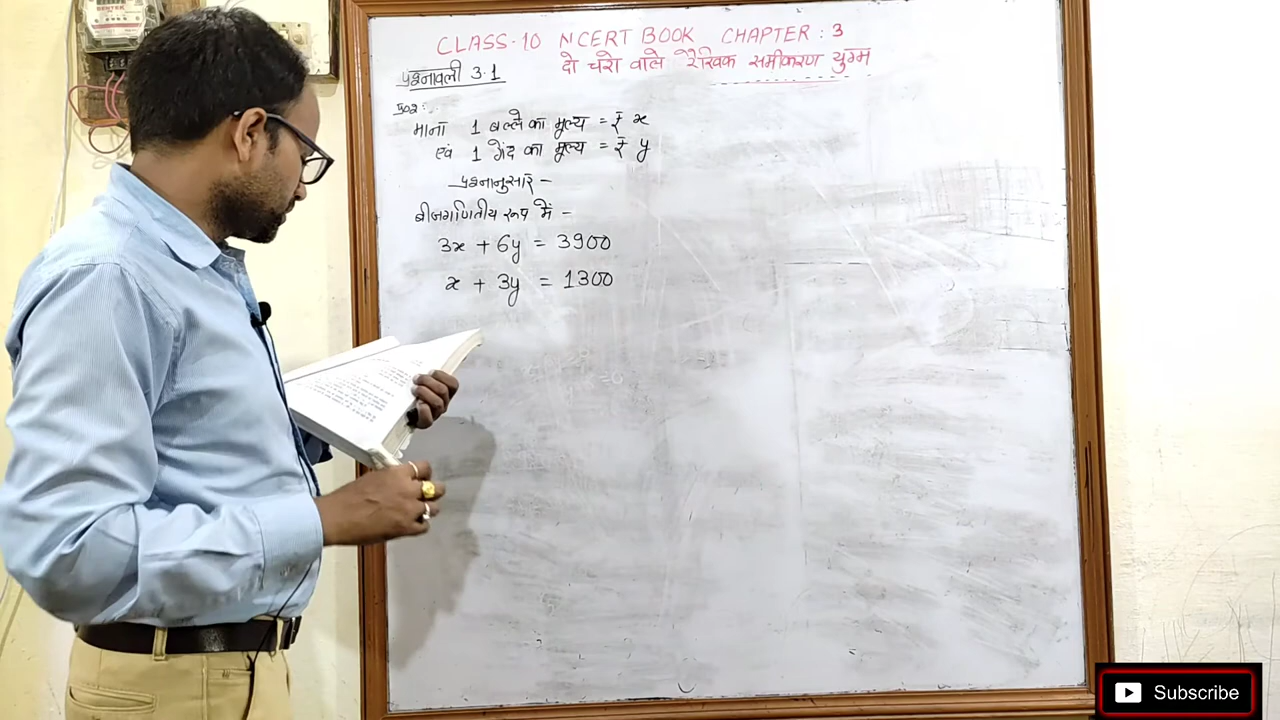 CLASS-10 NCERT BOOK CHAPTER : 3
दो चरो वाले रैखिक समीकरण युग्म
प्रश्नावली 3.1
प्र०२:-
माना 1 बल्ले का मूल्य = ₹ x
एवं 1 गेंद का मूल्य = ₹ y
प्रश्नानुसार -
बीजगणितीय रूप में -
3x + 6y = 3900
x + 3y = 1300
Subscribe